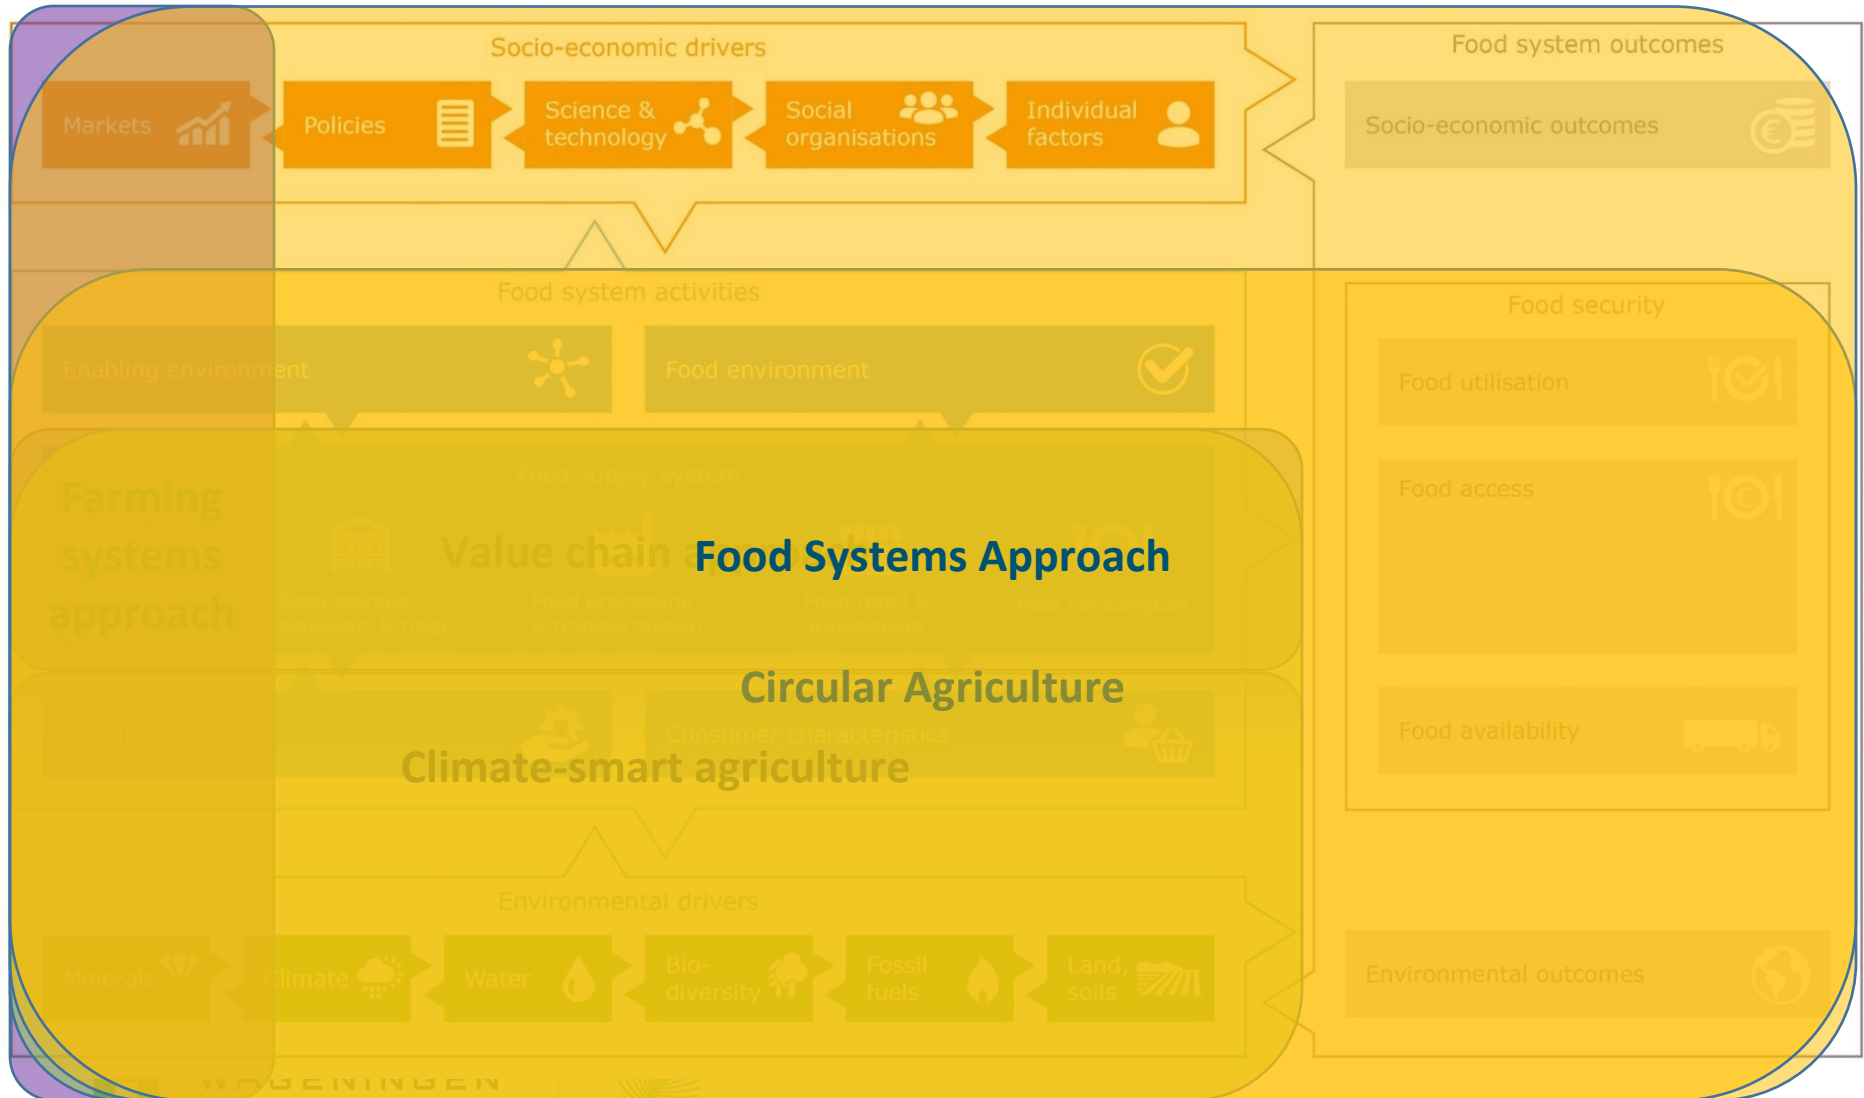 Socio-economic drivers
Food system outcomes
Markets
Policies
Science &
technology
Social
organisations
Individual
factors
Socio-economic outcomes
Food system activities
Food security
Enabling environment
Food environment
Food utilisation
Food supply system
Food access
Farming
systems
approach
Value chain approach
Food Systems Approach
Food storage,
transport & trade
Food processing
& transformation
Food retail &
provisioning
Food consumption
Circular Agriculture
Business services
Consumer characteristics
Food availability
Climate-smart agriculture
Environmental drivers
Minerals
Climate
Water
Bio-
diversity
Fossil
fuels
Land,
soils
Environmental outcomes
WAGENINGEN